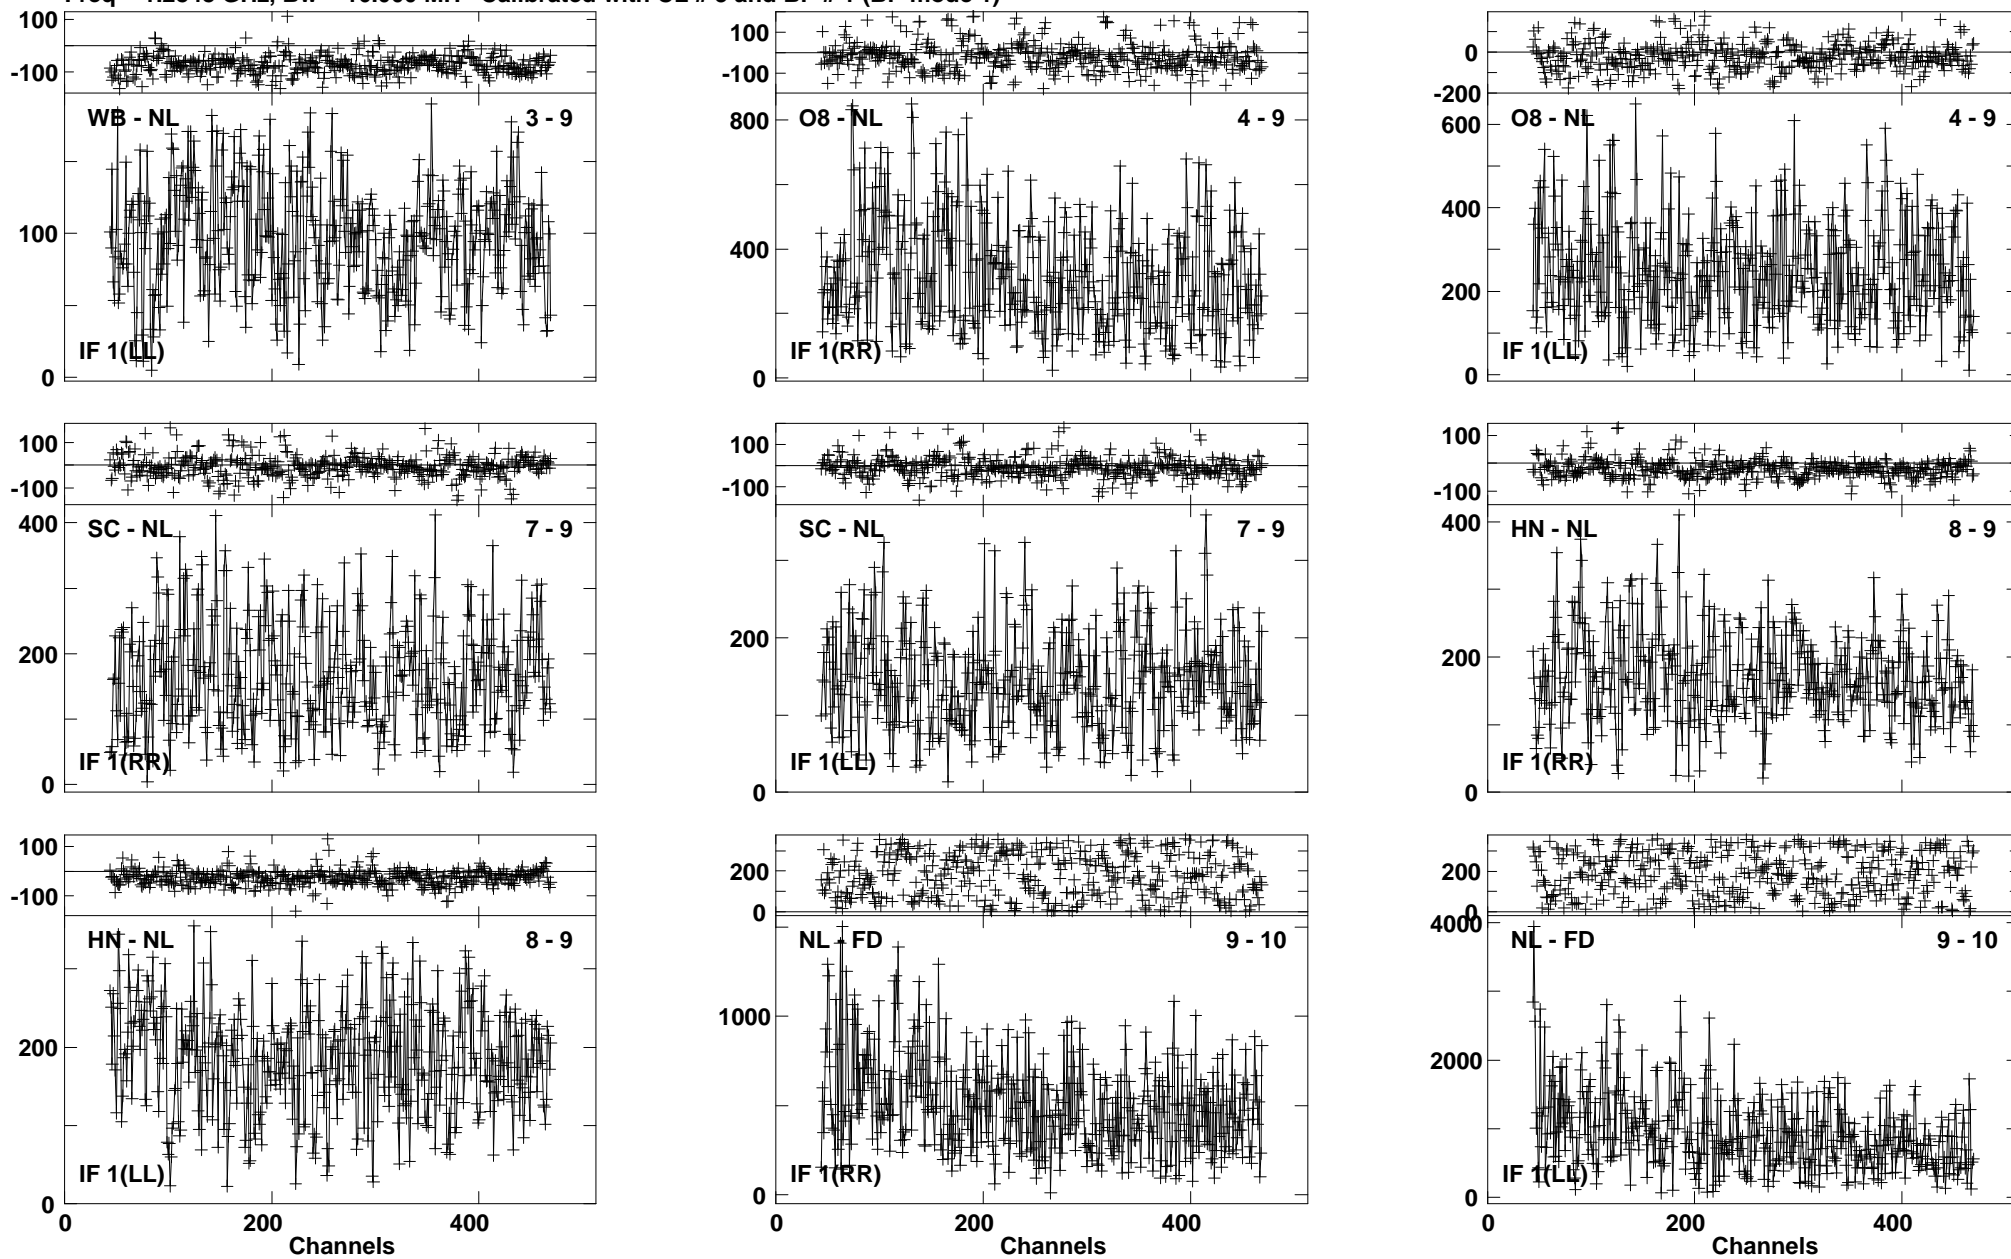 100
-100
WB - NL 3 - 9
100
0
IF 1(LL)
100
-100
O8 - NL 4 - 9
800
400
0
IF 1(RR)
0
-200
O8 - NL 4 - 9
600
400
200
0
IF 1(LL)
100
-100
SC - NL 7 - 9
400
200
0
IF 1(RR)
100
-100
SC - NL 7 - 9
200
0
IF 1(LL)
100
-100
HN - NL 8 - 9
400
200
0
IF 1(RR)
100
-100
HN - NL 8 - 9
200
0
IF 1(LL)
0 200 400
Channels
200
0
NL - FD 9 - 10
1000
0
IF 1(RR)
0 200 400
Channels
200
0
NL - FD 9 - 10
4000
2000
0
IF 1(LL)
0 200 400
Channels